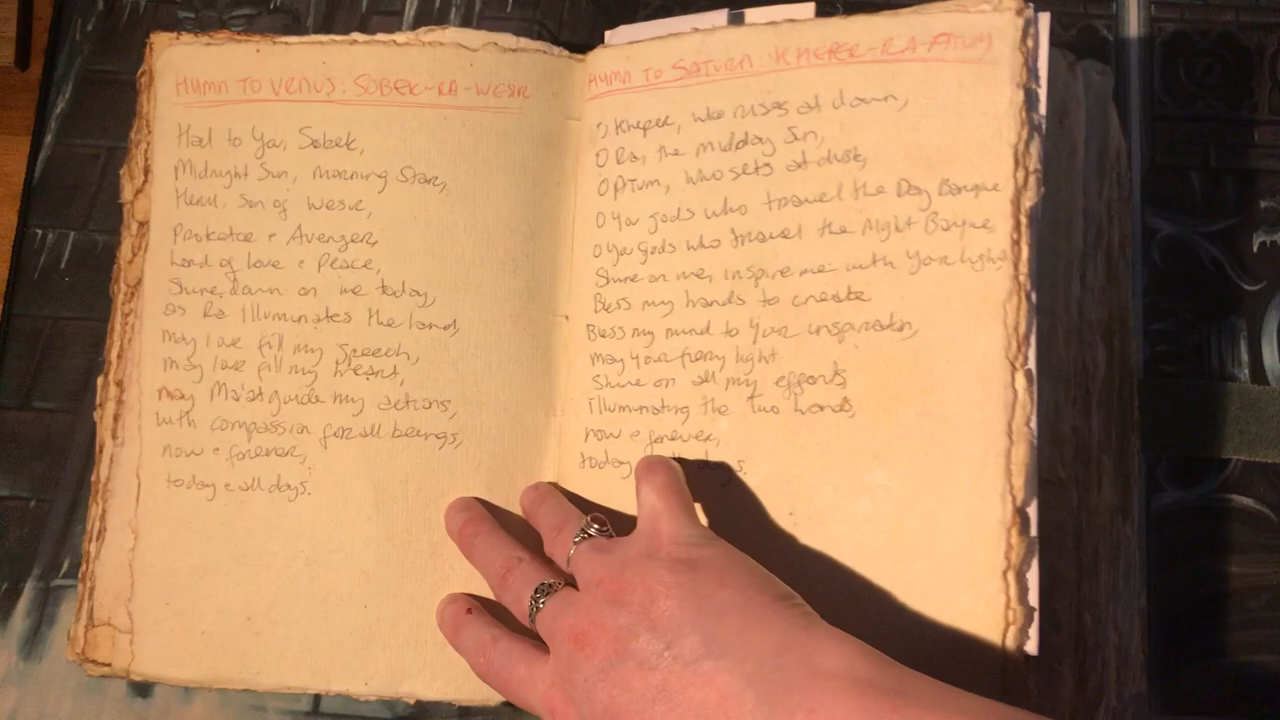 HYMN TO VENUS: SOBEK-RA-WESIR
Hail to You, Sobek,
Midnight Sun, morning Star,
Heru, Son of Wesir,
Protector & Avenger,
Lord of love & Peace,
Shine down on me today,
as Ra illuminates the land,
may love fill my speech,
may love fill my heart,
may Ma'at guide my actions,
with compassion for all beings,
now & forever,
today & all days.
HYMN TO SATURN: KHEPER-RA-ATUM
O Kheper, who rises at dawn,
O Ra, the midday Sun,
O Atum, who sets at dusk,
O You gods who travel the Day Barque
O You gods who travel the Night Barque,
Shine on me, inspire me with Your light,
Bless my hands to create
Bless my mind to Your inspiration,
may Your fiery light
Shine on all my efforts
illuminating the Two Lands,
now & forever,
today all days.